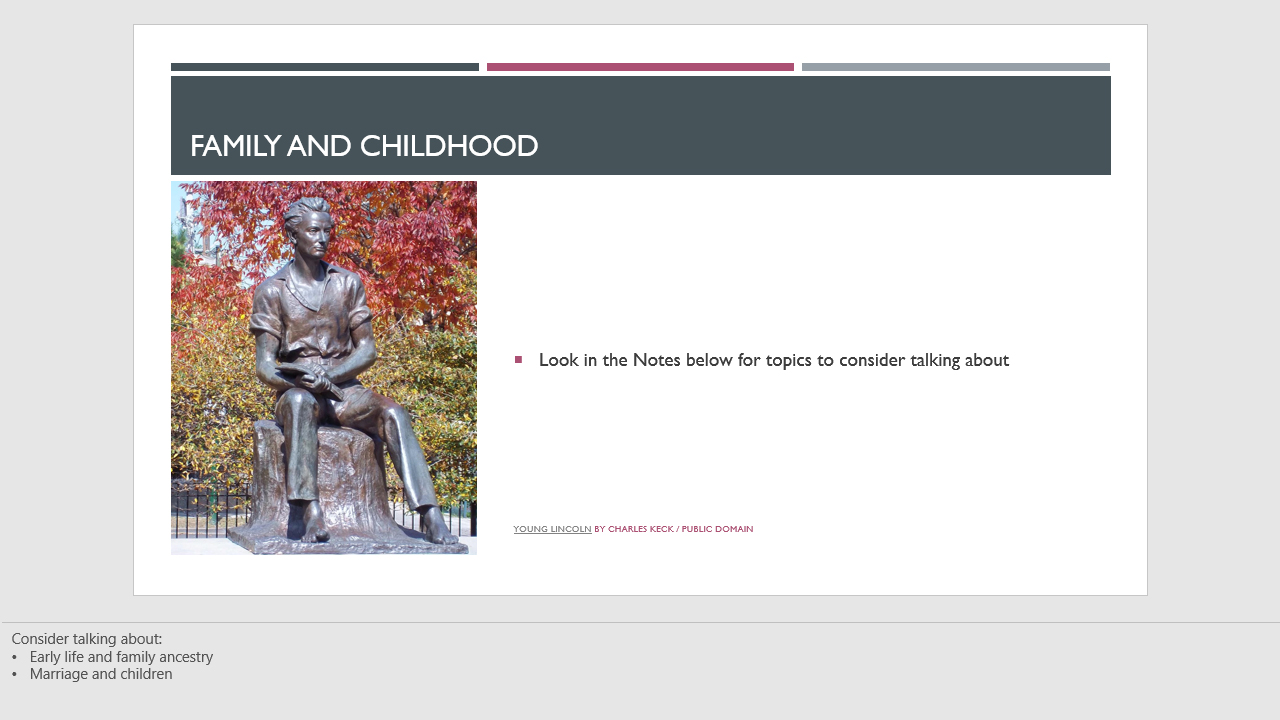 FAMILY AND CHILDHOOD
Look in the Notes below for topics to consider talking about
YOUNG LINCOLN BY CHARLES KECK / PUBLIC DOMAIN
Consider talking about:
• Early life and family ancestry
• Marriage and children